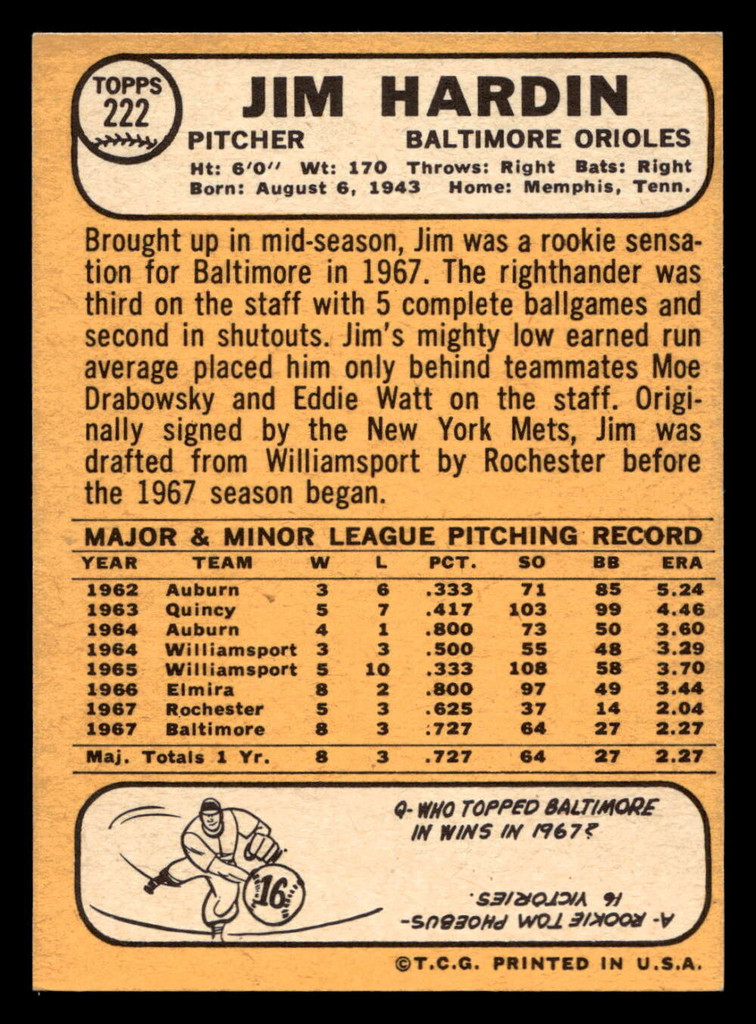 TOPPS
222
JIM HARDIN
PITCHER BALTIMORE ORIOLES
Ht: 6'0" Wt: 170 Throws: Right Bats: Right
Born: August 6, 1943 Home: Memphis, Tenn.
Brought up in mid-season, Jim was a rookie sensa-
tion for Baltimore in 1967. The righthander was
third on the staff with 5 complete ballgames and
second in shutouts. Jim's mighty low earned run
average placed him only behind teammates Moe
Drabowsky and Eddie Watt on the staff. Origi-
nally signed by the New York Mets, Jim was
drafted from Williamsport by Rochester before
the 1967 season began.
MAJOR & MINOR LEAGUE PITCHING RECORD
YEAR TEAM W L PCT. SO BB ERA
1962 Auburn 3 6 .333 71 85 5.24
1963 Quincy 5 7 .417 103 99 4.46
1964 Auburn 4 1 .800 73 50 3.60
1964 Williamsport 3 3 .500 55 48 3.29
1965 Williamsport 5 10 .333 108 58 3.70
1966 Elmira 8 2 .800 97 49 3.44
1967 Rochester 5 3 .625 37 14 2.04
1967 Baltimore 8 3 .727 64 27 2.27
Maj. Totals 1 Yr. 8 3 .727 64 27 2.27
Q- WHO TOPPED BALTIMORE
IN WINS IN 1967?
16
A- ROOKIE TOM PHOEBUS-
16 VICTORIES.
©T.C.G. PRINTED IN U.S.A.